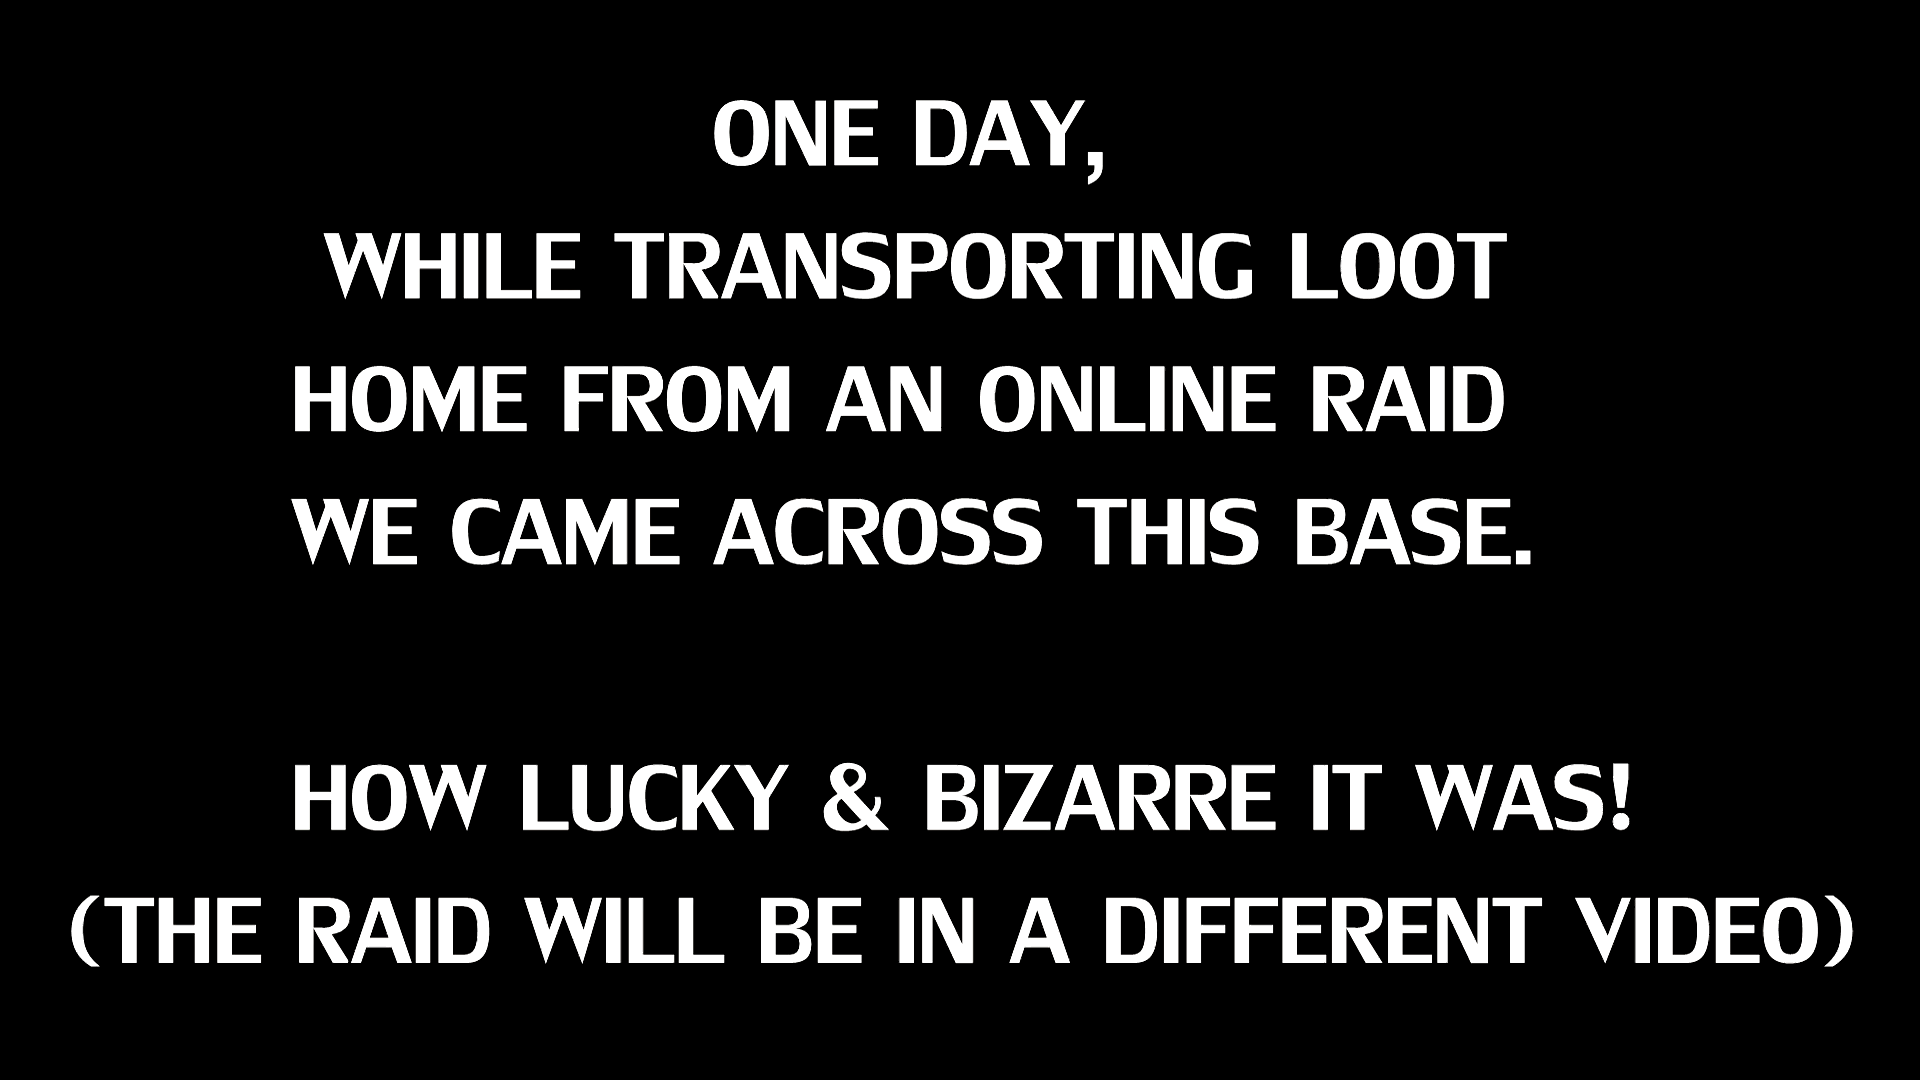 ONE DAY,
WHILE TRANSPORTING LOOT
HOME FROM AN ONLINE RAID
WE CAME ACROSS THIS BASE.
HOW LUCKY & BIZARRE IT WAS!
(THE RAID WILL BE IN A DIFFERENT VIDEO)